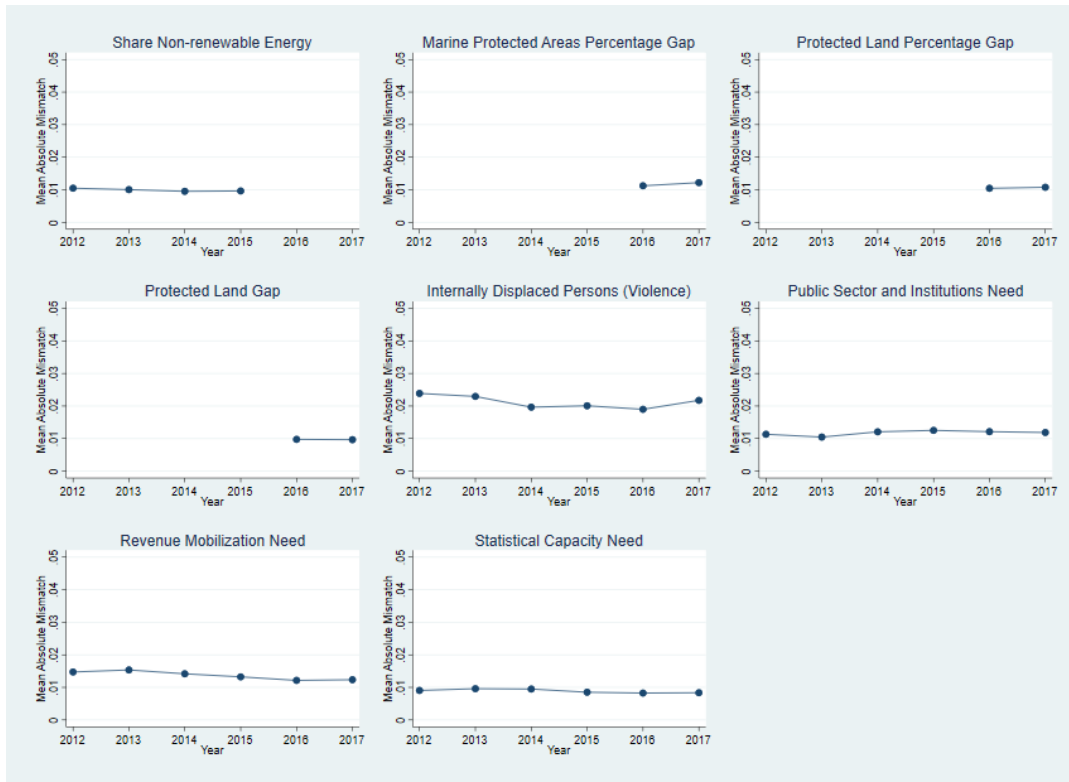 Share Non-renewable Energy
Mean Absolute Mismatch
.05
.04
.03
.02
.01
0
2012 2013 2014 2015 2016 2017
Year
Marine Protected Areas Percentage Gap
Mean Absolute Mismatch
.05
.04
.03
.02
.01
0
2012 2013 2014 2015 2016 2017
Year
Protected Land Percentage Gap
Mean Absolute Mismatch
.05
.04
.03
.02
.01
0
2012 2013 2014 2015 2016 2017
Year
Protected Land Gap
Mean Absolute Mismatch
.05
.04
.03
.02
.01
0
2012 2013 2014 2015 2016 2017
Year
Internally Displaced Persons (Violence)
Mean Absolute Mismatch
.05
.04
.03
.02
.01
0
2012 2013 2014 2015 2016 2017
Year
Public Sector and Institutions Need
Mean Absolute Mismatch
.05
.04
.03
.02
.01
0
2012 2013 2014 2015 2016 2017
Year
Revenue Mobilization Need
Mean Absolute Mismatch
.05
.04
.03
.02
.01
0
2012 2013 2014 2015 2016 2017
Year
Statistical Capacity Need
Mean Absolute Mismatch
.05
.04
.03
.02
.01
0
2012 2013 2014 2015 2016 2017
Year